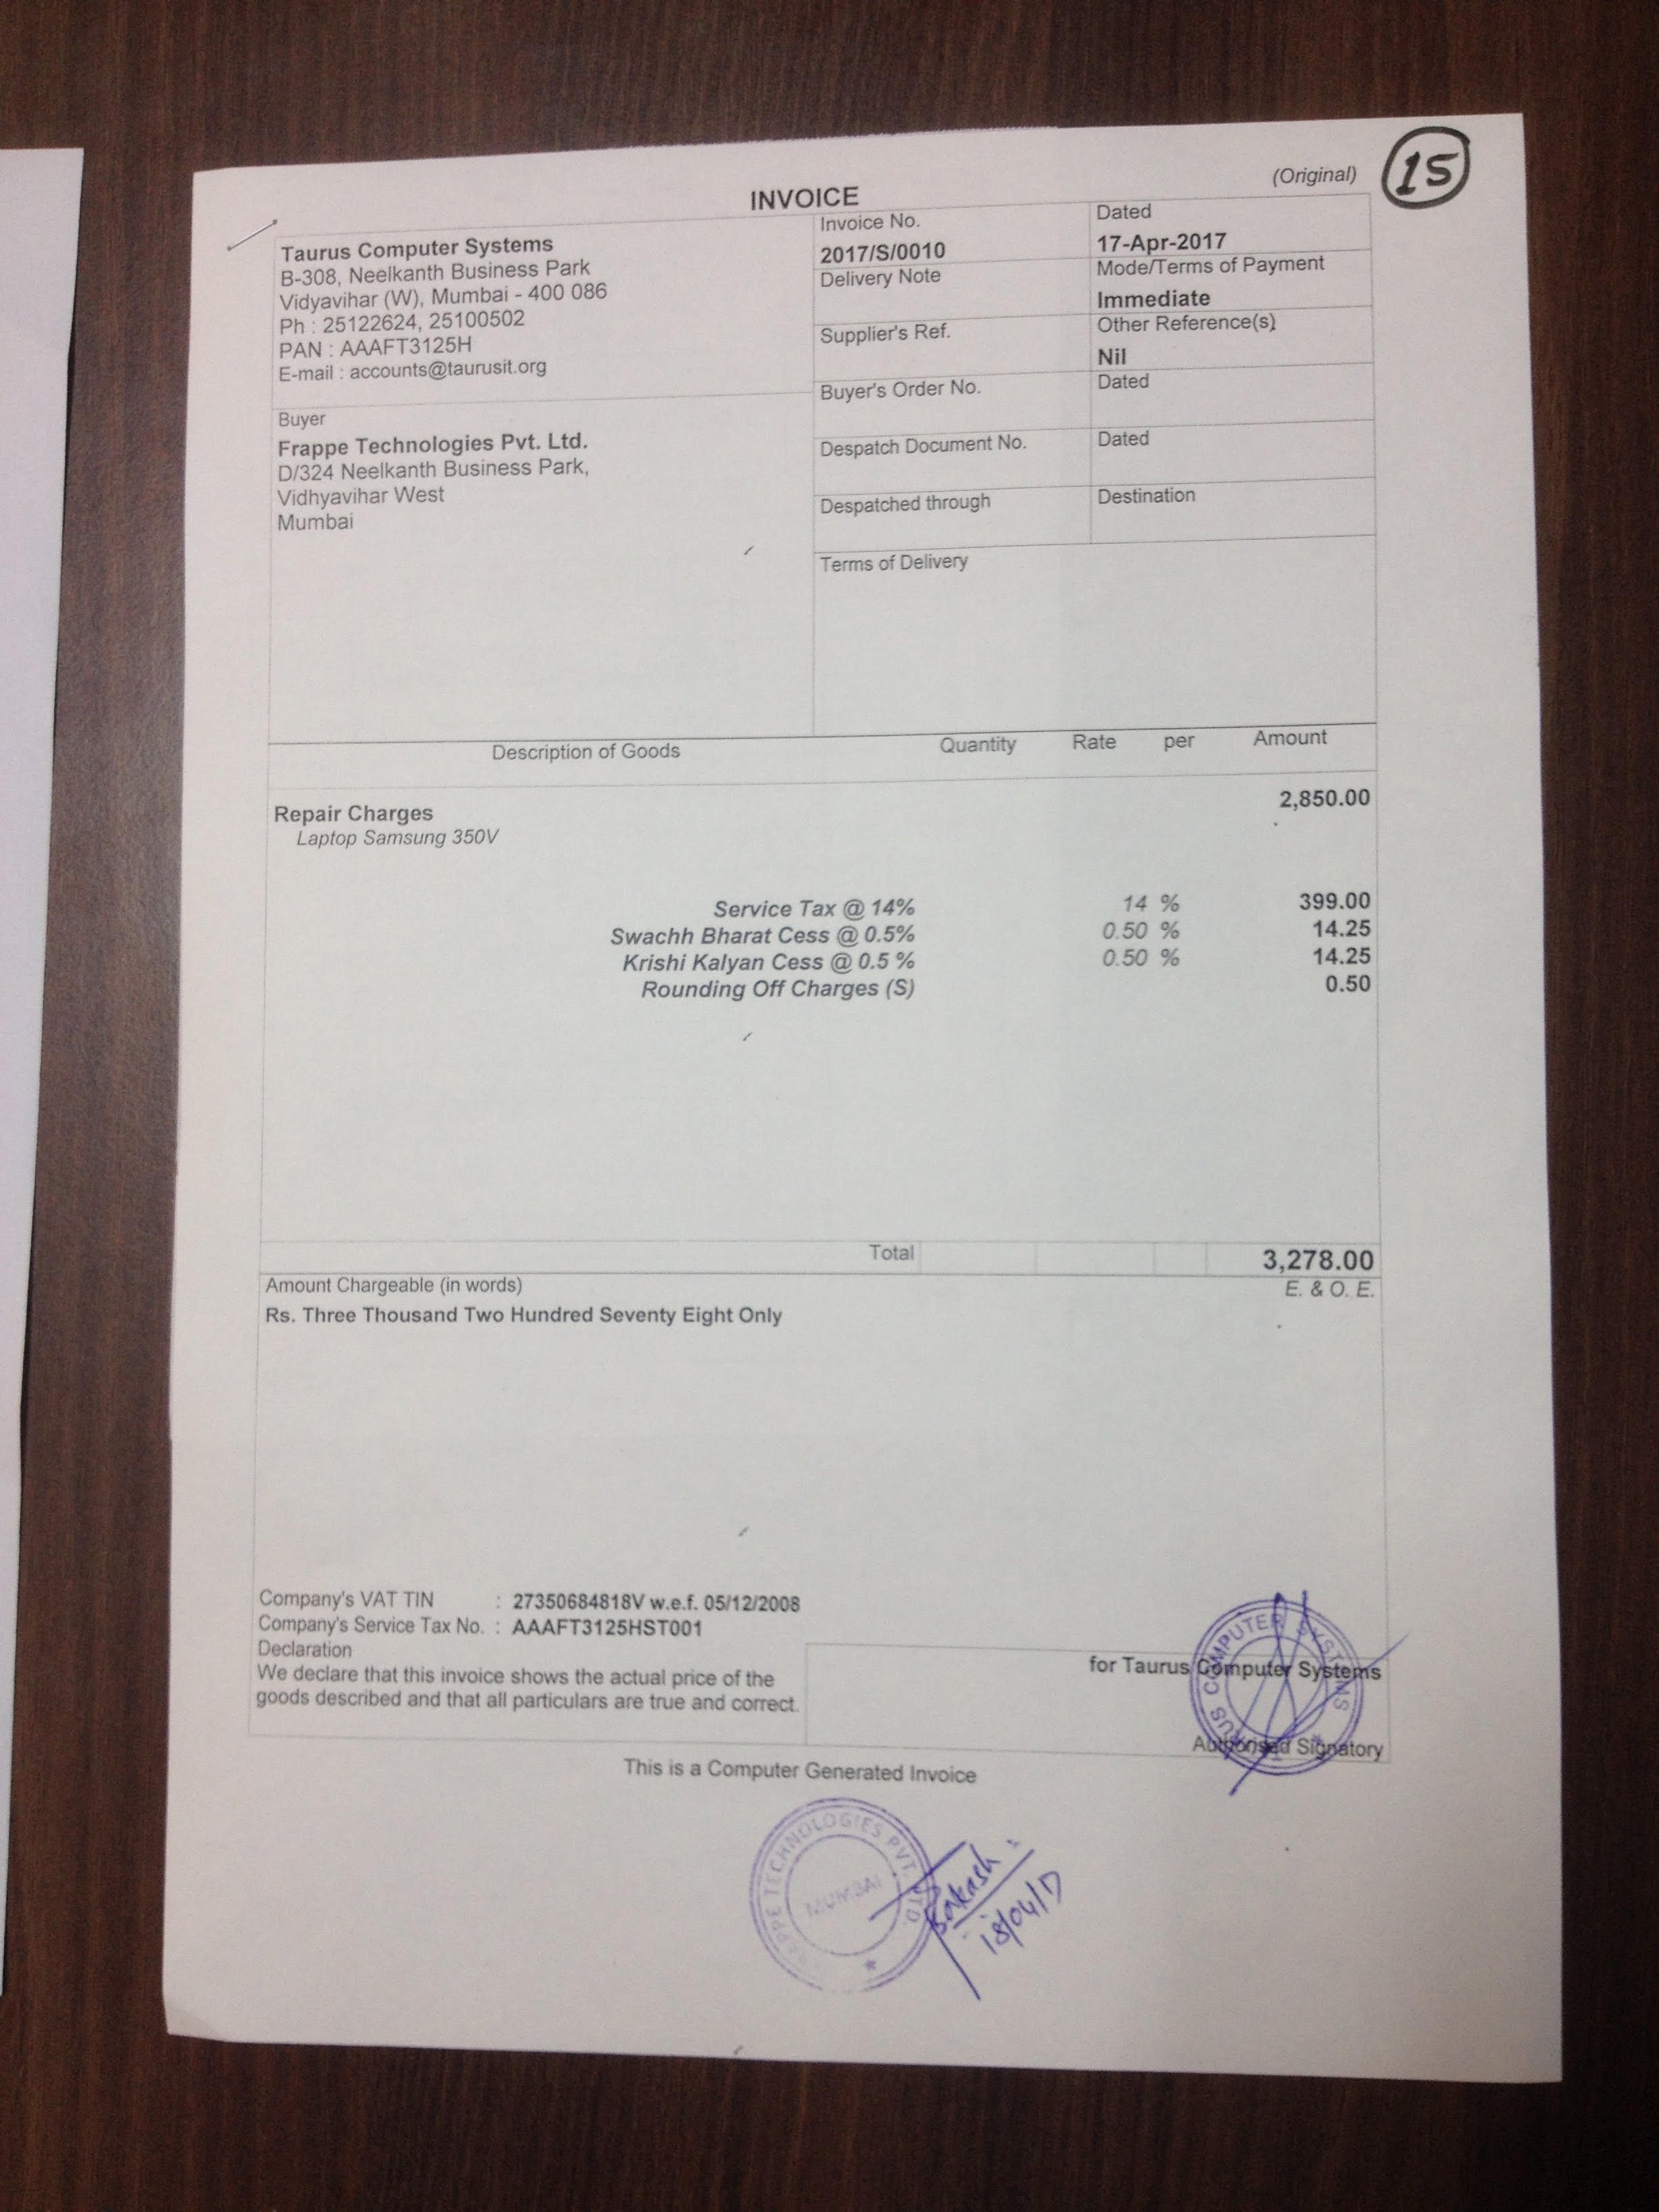 (Original)
15
INVOICE
Taurus Computer Systems
B-308, Neelkanth Business Park
Vidyavihar (W), Mumbai - 400 086
Ph : 25122624, 25100502
PAN : AAAFT3125H
E-mail : accounts@taurusit.org
Invoice No.
2017/S/0010
Dated
17-Apr-2017
Delivery Note
Mode/Terms of Payment
Immediate
Supplier's Ref.
Other Reference(s)
Nil
Buyer
Frappe Technologies Pvt. Ltd.
D/324 Neelkanth Business Park,
Vidhyavihar West
Mumbai
Buyer's Order No.
Dated
Despatch Document No.
Dated
Despatched through
Destination
Terms of Delivery
Description of Goods Quantity Rate per Amount
Repair Charges 2,850.00
Laptop Samsung 350V
Service Tax @ 14% 14 % 399.00
Swachh Bharat Cess @ 0.5% 0.50 % 14.25
Krishi Kalyan Cess @ 0.5 % 0.50 % 14.25
Rounding Off Charges (S) 0.50
Total 3,278.00
Amount Chargeable (in words) E. & O. E.
Rs. Three Thousand Two Hundred Seventy Eight Only
Company's VAT TIN : 27350684818V w.e.f. 05/12/2008
Company's Service Tax No. : AAAFT3125HST001
Declaration
We declare that this invoice shows the actual price of the
goods described and that all particulars are true and correct.
for Taurus Computer Systems
Authorised Signatory
COMPUTER SYSTEMS
This is a Computer Generated Invoice
TECHNOLOGIES PVT. LTD.
MUMBAI
18/04/17